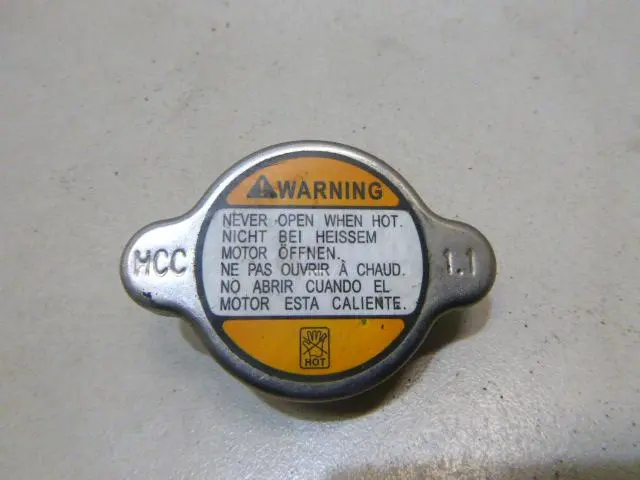 WARNING
NEVER OPEN WHEN HOT.
NICHT BEI HEISSEM
MOTOR ÖFFNEN.
NE PAS OUVRIR À CHAUD.
NO ABRIR CUANDO EL
MOTOR ESTA CALIENTE.
MCC
1.1
HOT